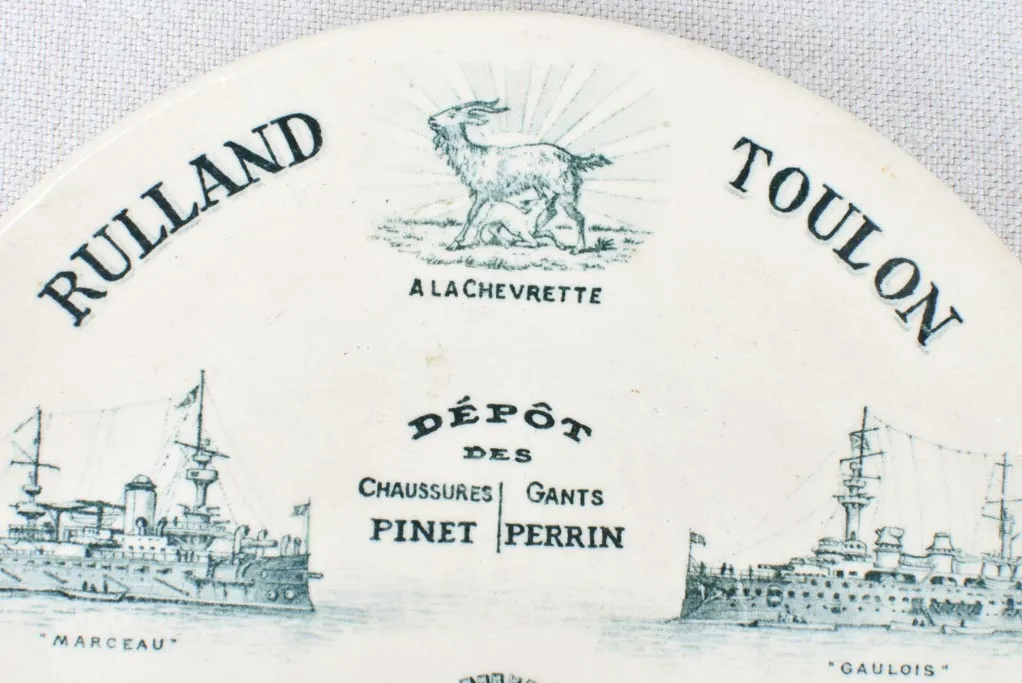 RULLAND
TOULON
A LA CHEVRETTE
DÉPÔT
DES
CHAUSSURES | GANTS
PINET | PERRIN
"MARCEAU"
"GAULOIS"